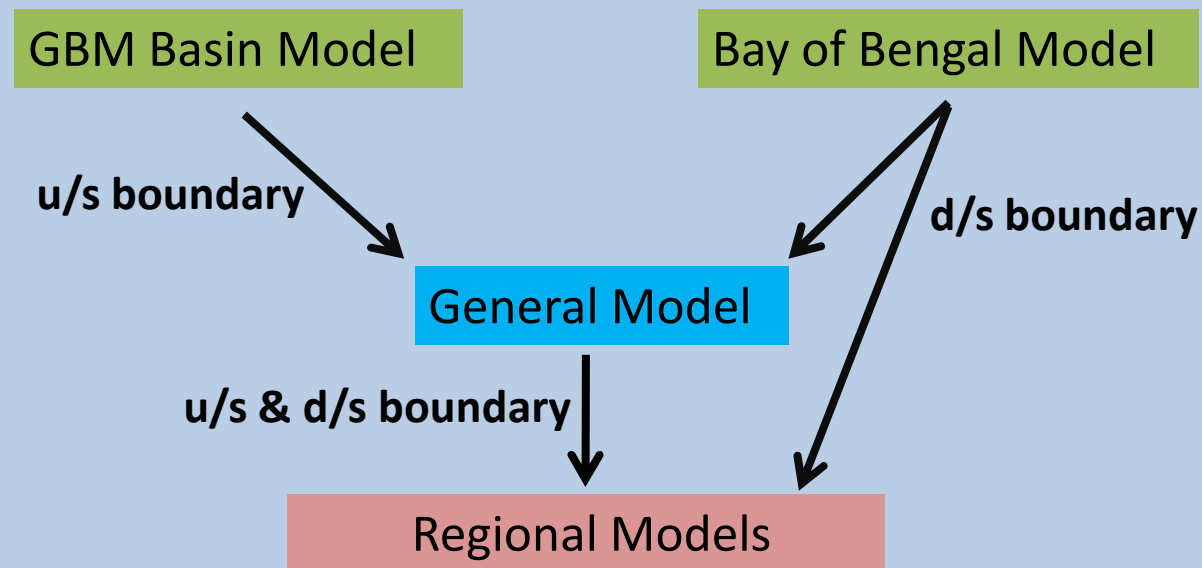 GBM Basin Model
Bay of Bengal Model
u/s boundary
d/s boundary
General Model
u/s & d/s boundary
Regional Models